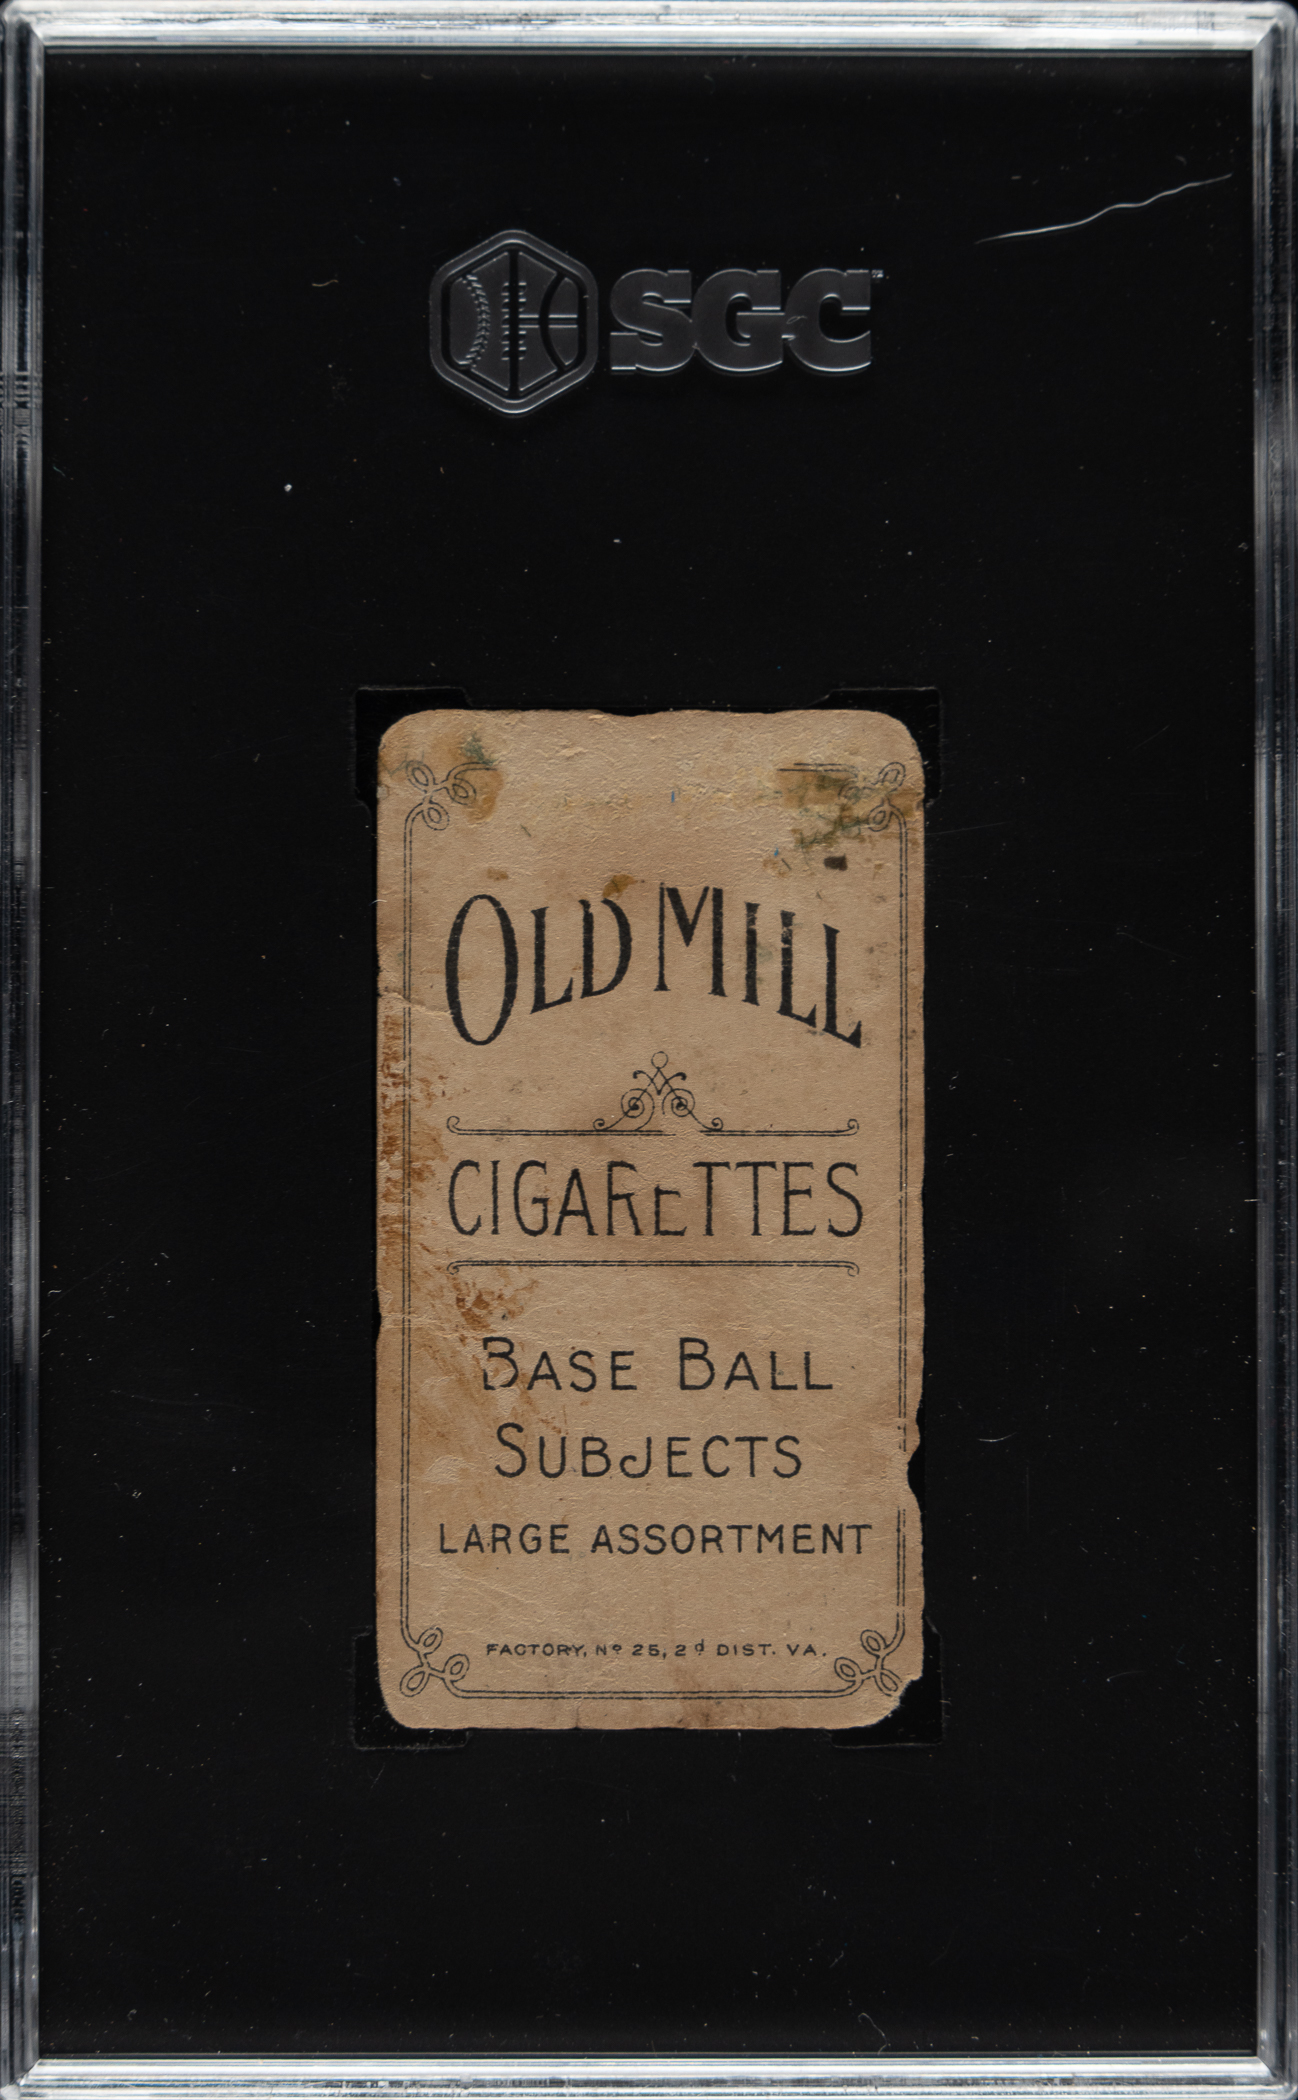 SGC
OLD MILL
CIGARETTES
BASE BALL
SUBJECTS
LARGE ASSORTMENT
FACTORY, Nº 25, 2d DIST. VA.